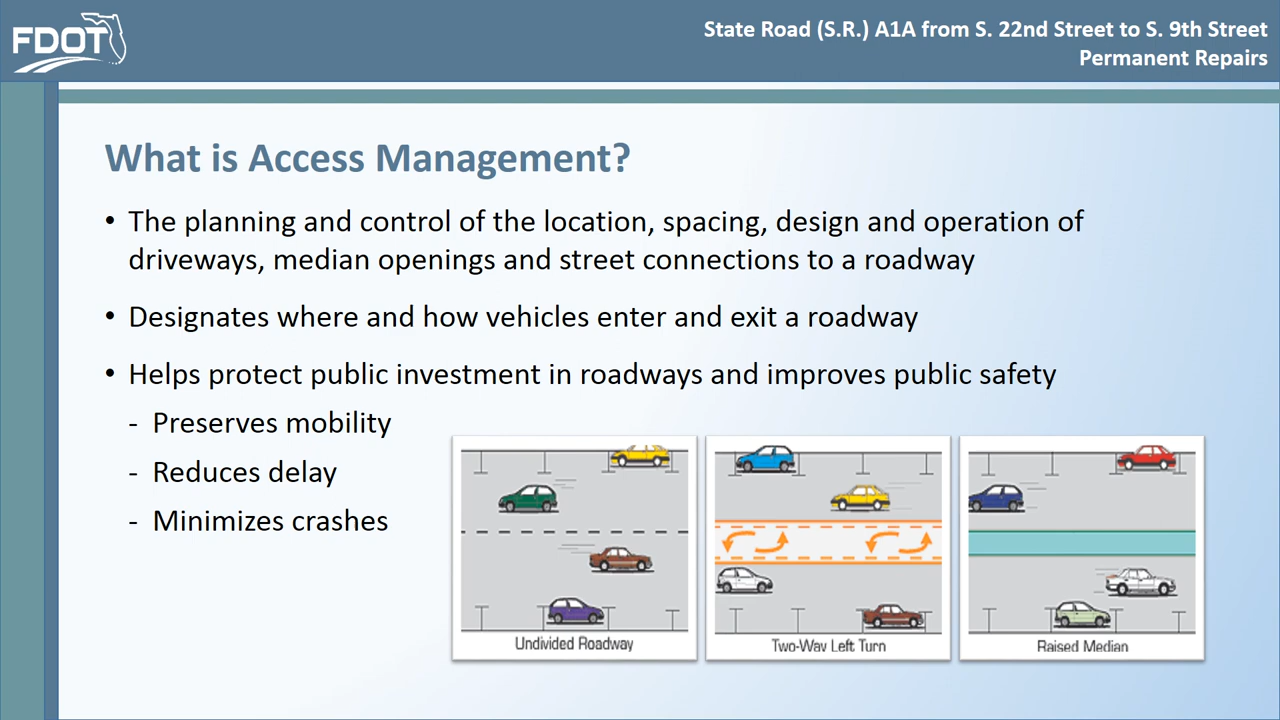 FDOT
State Road (S.R.) A1A from S. 22nd Street to S. 9th Street
Permanent Repairs
What is Access Management?
• The planning and control of the location, spacing, design and operation of
driveways, median openings and street connections to a roadway
• Designates where and how vehicles enter and exit a roadway
• Helps protect public investment in roadways and improves public safety
- Preserves mobility
- Reduces delay
- Minimizes crashes
Undivided Roadway
Two-Way Left Turn
Raised Median